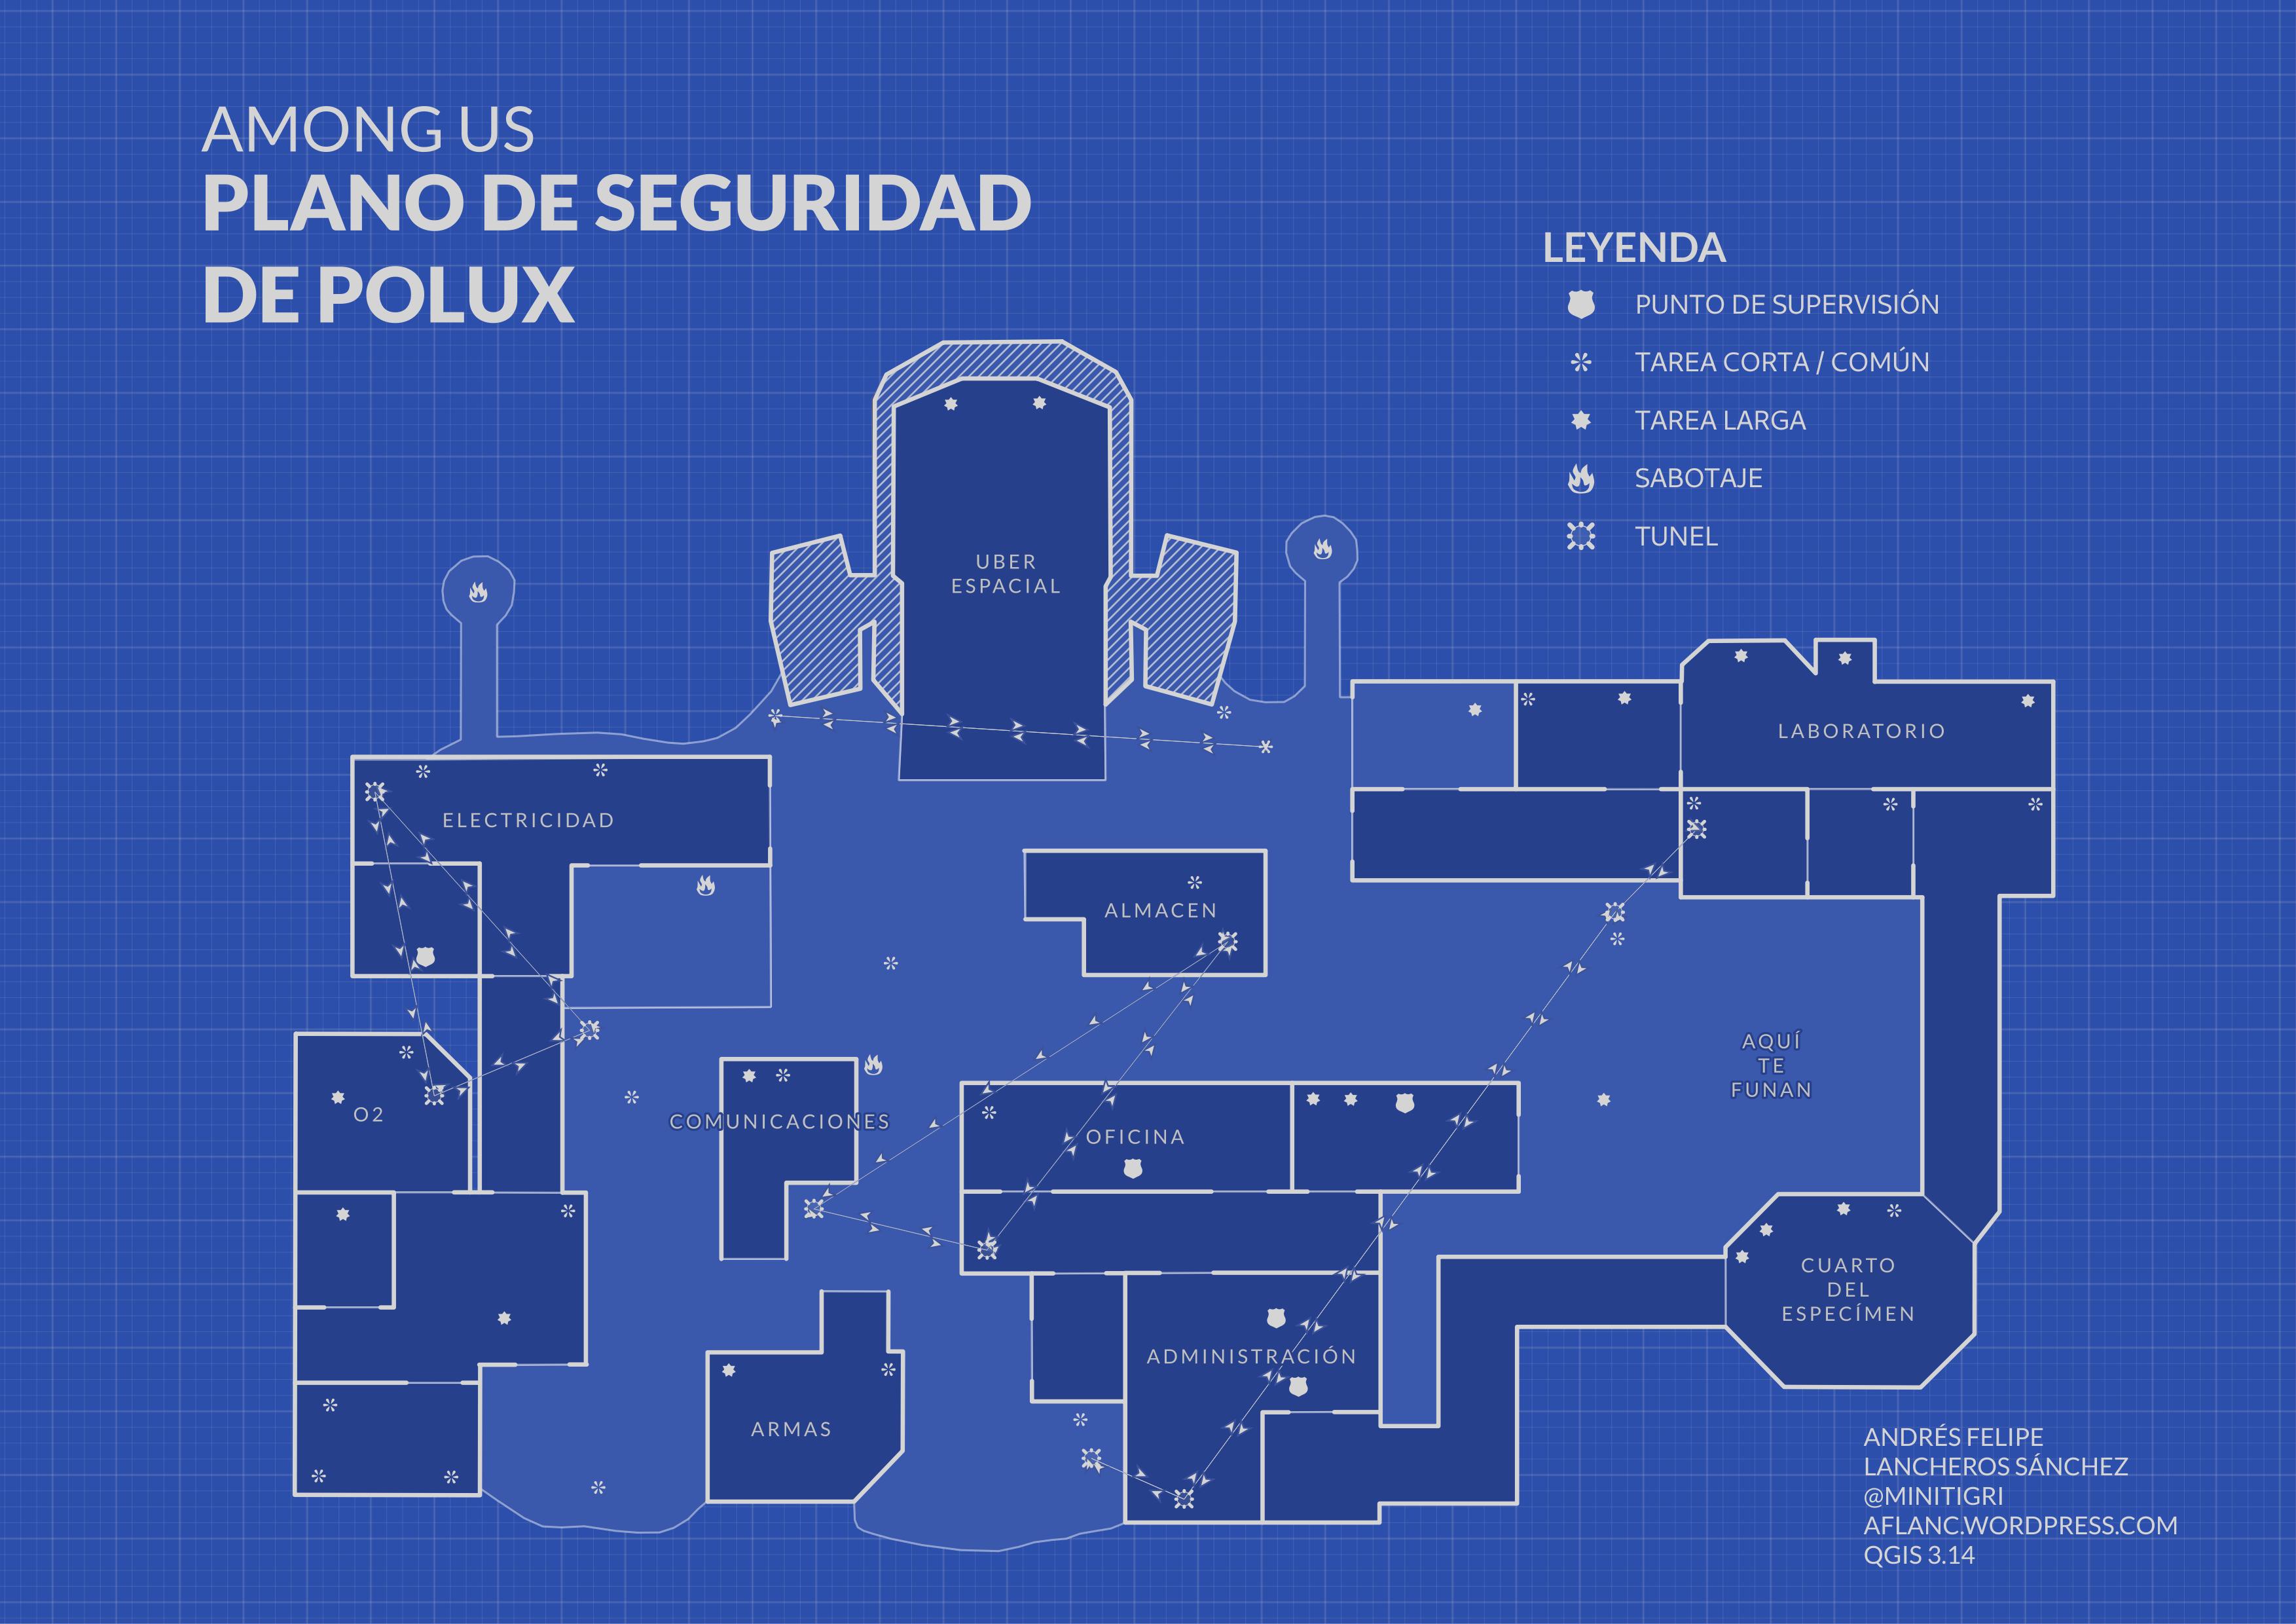 AMONG US
PLANO DE SEGURIDAD
DE POLUX
LEYENDA
PUNTO DE SUPERVISIÓN
TAREA CORTA / COMÚN
TAREA LARGA
SABOTAJE
TUNEL
UBER
ESPACIAL
LABORATORIO
ELECTRICIDAD
ALMACEN
AQUÍ
TE
FUNAN
O2
COMUNICACIONES
OFICINA
CUARTO
DEL
ESPECÍMEN
ADMINISTRACIÓN
ARMAS
ANDRÉS FELIPE
LANCHEROS SÁNCHEZ
@MINITIGRI
AFLANC.WORDPRESS.COM
QGIS 3.14